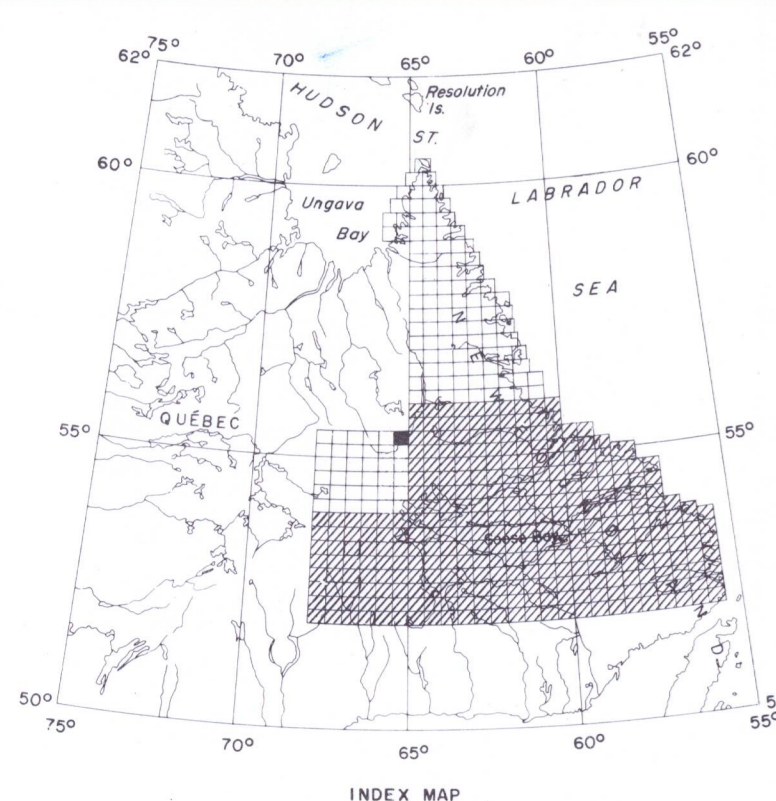 75° 70° 65° 60° 55°
62° 62°
HUDSON
Resolution
Is.
ST.
60° 60°
LABRADOR
Ungava
Bay
SEA
QUÉBEC
55° 55°
Goose Bay
50°
75° 70° 65° 60° 55°
INDEX MAP